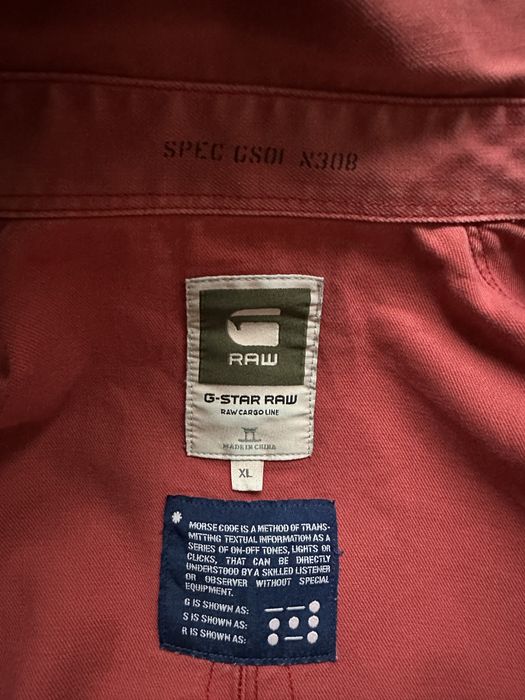 SPEC GS01 X308
RAW
G-STAR RAW
RAW CARGO LINE
MADE IN CHINA
XL
* MORSE CODE IS A METHOD OF TRANS-
MITTING TEXTUAL INFORMATION AS A
SERIES OF ON-OFF TONES, LIGHTS OR
CLICKS, THAT CAN BE DIRECTLY
UNDERSTOOD BY A SKILLED LISTENER
OR OBSERVER WITHOUT SPECIAL
EQUIPMENT.
G IS SHOWN AS:
S IS SHOWN AS:
R IS SHOWN AS: